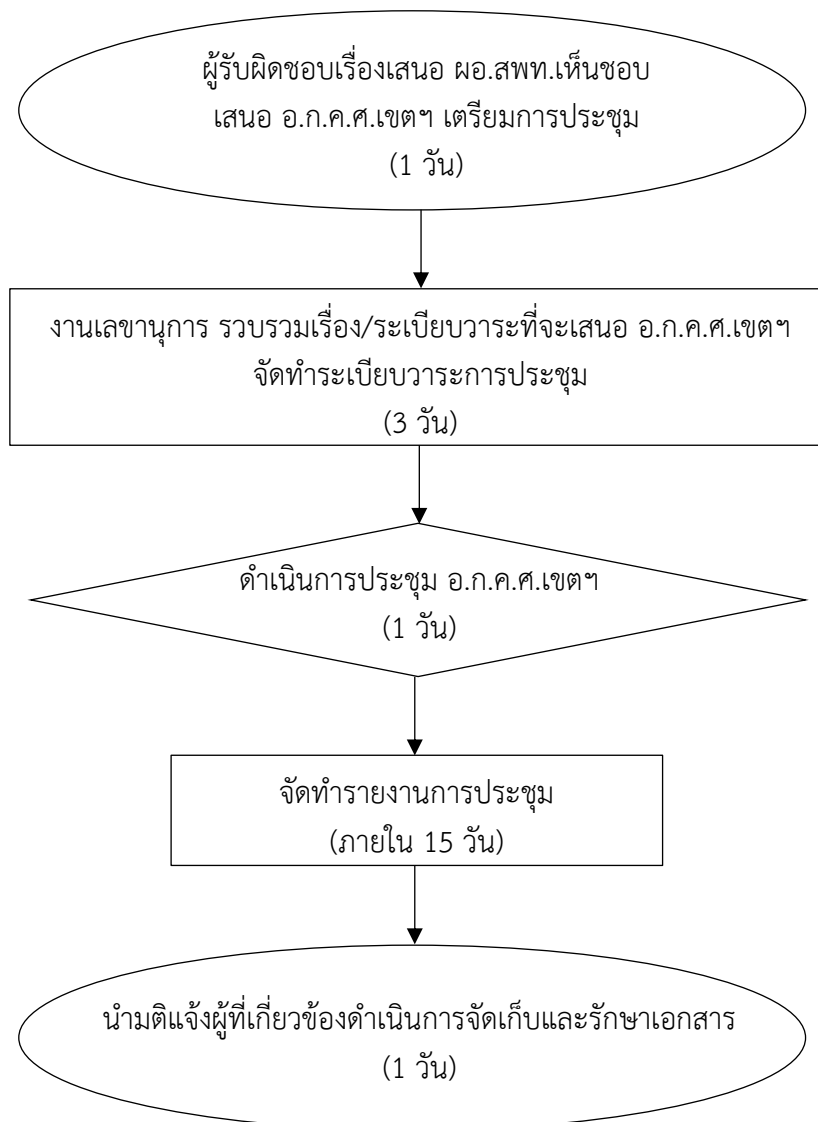 ผู้รับผิดชอบเรื่องเสนอ ผอ.สพท.เห็นชอบ
เสนอ อ.ก.ค.ศ.เขตฯ เตรียมการประชุม
(1 วัน)
งานเลขานุการ รวบรวมเรื่อง/ระเบียบวาระที่จะเสนอ อ.ก.ค.ศ.เขตฯ
จัดทำระเบียบวาระการประชุม
(3 วัน)
ดำเนินการประชุม อ.ก.ค.ศ.เขตฯ
(1 วัน)
จัดทำรายงานการประชุม
(ภายใน 15 วัน)
นำมติแจ้งผู้ที่เกี่ยวข้องดำเนินการจัดเก็บและรักษาเอกสาร
(1 วัน)